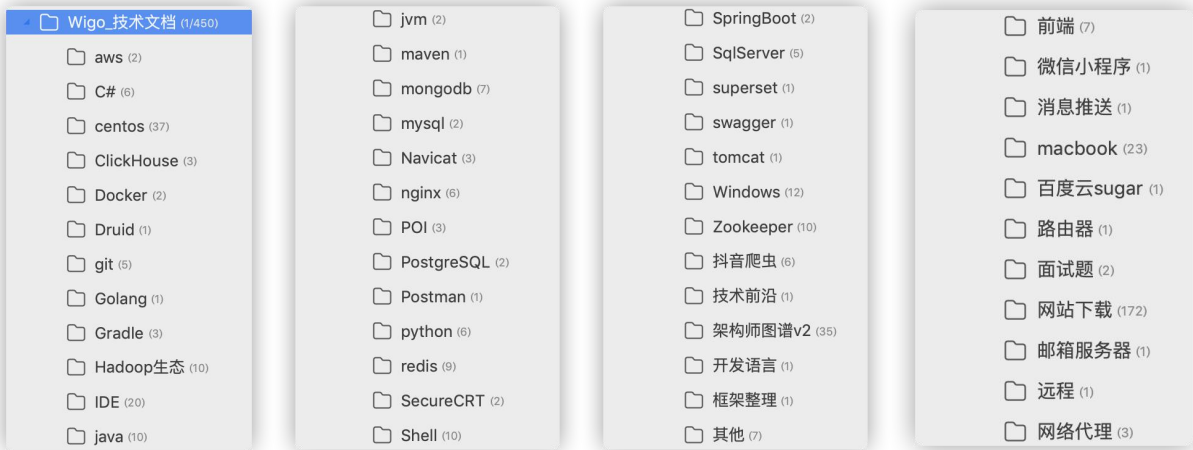 Wigo_技术文档 (1/450)
aws (2)
C# (6)
centos (37)
ClickHouse (3)
Docker (2)
Druid (1)
git (5)
Golang (1)
Gradle (3)
Hadoop生态 (10)
IDE (20)
java (10)
jvm (2)
maven (1)
mongodb (7)
mysql (2)
Navicat (3)
nginx (6)
POI (3)
PostgreSQL (2)
Postman (1)
python (6)
redis (9)
SecureCRT (2)
Shell (10)
SpringBoot (2)
SqlServer (5)
superset (1)
swagger (1)
tomcat (1)
Windows (12)
Zookeeper (10)
抖音爬虫 (6)
技术前沿 (1)
架构师图谱v2 (35)
开发语言 (1)
框架整理 (1)
其他 (7)
前端 (7)
微信小程序 (1)
消息推送 (1)
macbook (23)
百度云sugar (1)
路由器 (1)
面试题 (2)
网站下载 (172)
邮箱服务器 (1)
远程 (1)
网络代理 (3)